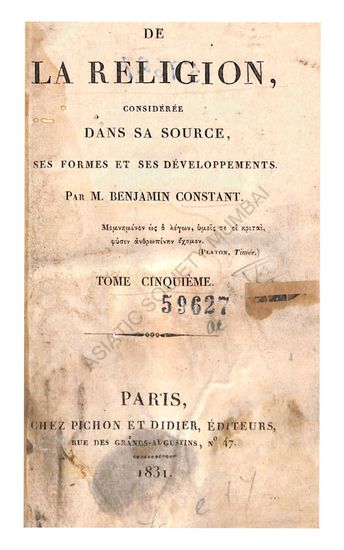 DE
LA RELIGION,
CONSIDÉRÉE
DANS SA SOURCE,
SES FORMES ET SES DÉVELOPPEMENTS.
PAR M. BENJAMIN CONSTANT.
Μεμνημένον ὡς ὁ λέγων, ὑμεῖς τε οἱ κριταὶ,
φύσιν ἀνθρωπίνην ἔχομεν.
(PLATON, Timée.)
TOME CINQUIÈME.
59627
PARIS,
CHEZ PICHON ET DIDIER, ÉDITEURS,
RUE DES GRANDS-AUGUSTINS, Nº 47.
1831.
ASIATIC SOCIETY MUMBAI